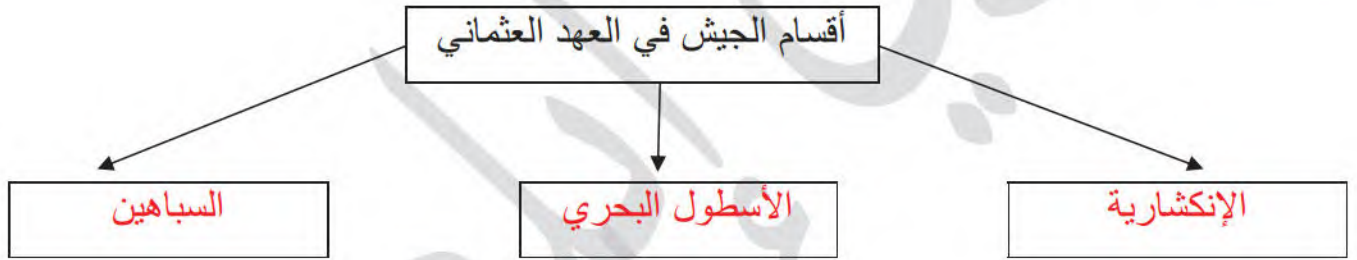 أقسام الجيش في العهد العثماني
الإنكشارية
الأسطول البحري
السباهين